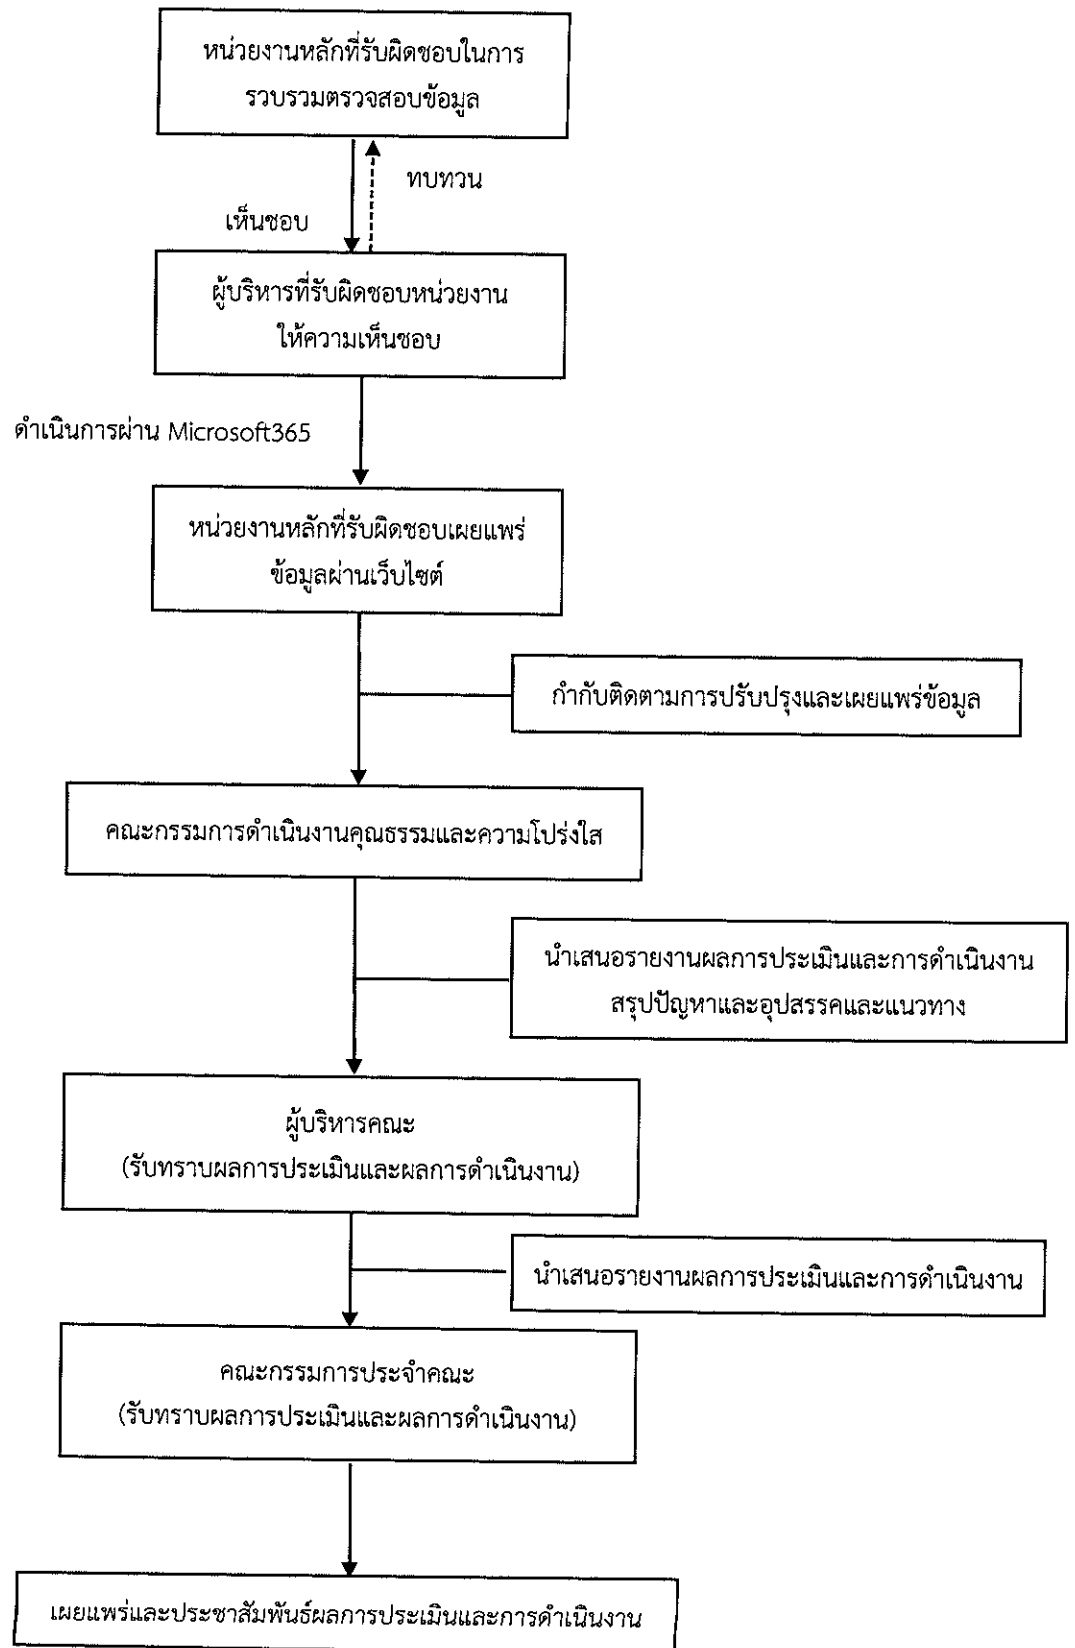 หน่วยงานหลักที่รับผิดชอบในการ
รวบรวมตรวจสอบข้อมูล
ทบทวน
เห็นชอบ
ผู้บริหารที่รับผิดชอบหน่วยงาน
ให้ความเห็นชอบ
ดำเนินการผ่าน Microsoft365
หน่วยงานหลักที่รับผิดชอบเผยแพร่
ข้อมูลผ่านเว็บไซต์
กำกับติดตามการปรับปรุงและเผยแพร่ข้อมูล
คณะกรรมการดำเนินงานคุณธรรมและความโปร่งใส
นำเสนอรายงานผลการประเมินและการดำเนินงาน
สรุปปัญหาและอุปสรรคและแนวทาง
ผู้บริหารคณะ
(รับทราบผลการประเมินและผลการดำเนินงาน)
นำเสนอรายงานผลการประเมินและการดำเนินงาน
คณะกรรมการประจำคณะ
(รับทราบผลการประเมินและผลการดำเนินงาน)
เผยแพร่และประชาสัมพันธ์ผลการประเมินและการดำเนินงาน